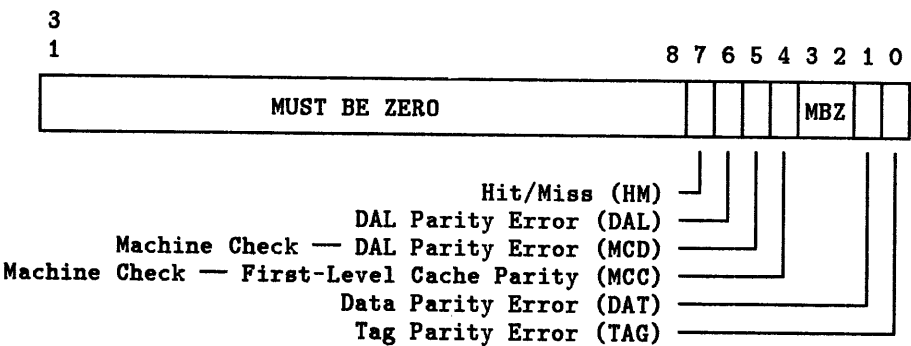 3
1 8 7 6 5 4 3 2 1 0
MUST BE ZERO MBZ
Hit/Miss (HM)
DAL Parity Error (DAL)
Machine Check — DAL Parity Error (MCD)
Machine Check — First-Level Cache Parity (MCC)
Data Parity Error (DAT)
Tag Parity Error (TAG)